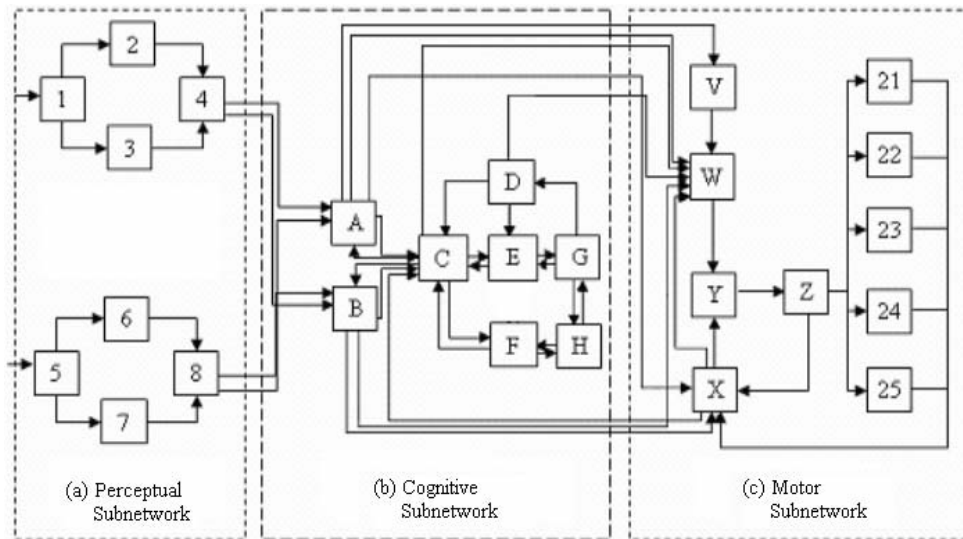 1
2
3
4
5
6
7
8
(a) Perceptual
Subnetwork
A
B
C
D
E
F
G
H
(b) Cognitive
Subnetwork
V
W
Y
Z
X
21
22
23
24
25
(c) Motor
Subnetwork